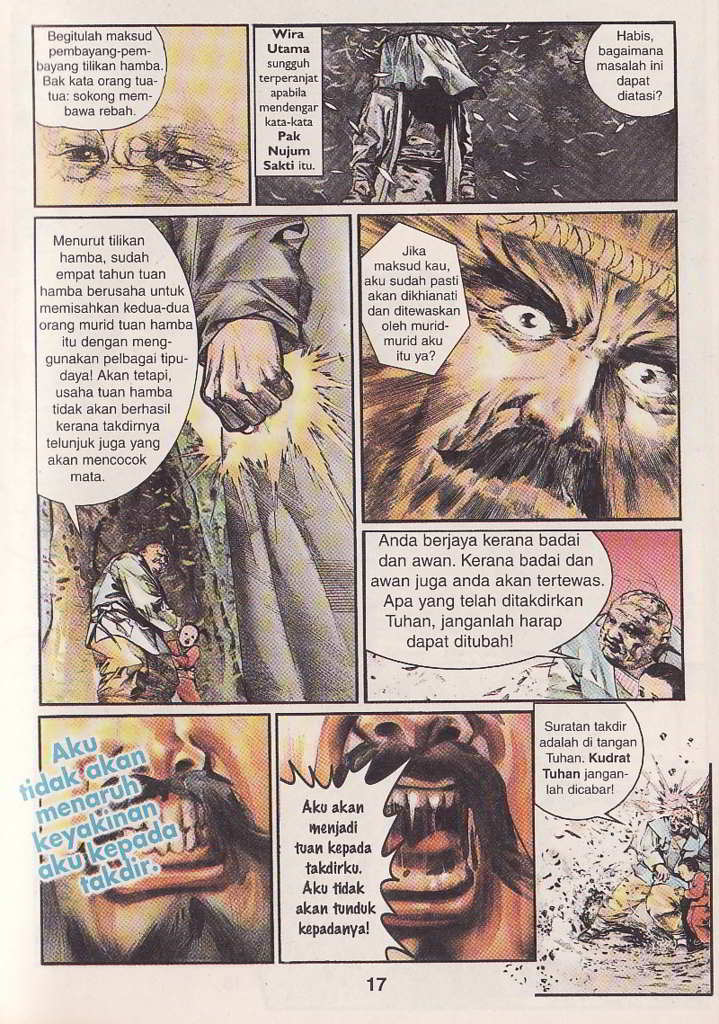 Begitulah maksud
pembayang-pem-
bayang tilikan hamba.
Bak kata orang tua-
tua: sokong mem-
bawa rebah.
Wira
Utama
sungguh
terperanjat
apabila
mendengar
kata-kata
Pak
Nujum
Sakti itu.
Habis,
bagaimana
masalah ini
dapat
diatasi?
Menurut tilikan
hamba, sudah
empat tahun tuan
hamba berusaha untuk
memisahkan kedua-dua
orang murid tuan hamba
itu dengan meng-
gunakan pelbagai tipu-
daya! Akan tetapi,
usaha tuan hamba
tidak akan berhasil
kerana takdirnya
telunjuk juga yang
akan mencocok
mata.
Jika
maksud kau,
aku sudah pasti
akan dikhianati
dan ditewaskan
oleh murid-
murid aku
itu ya?
Anda berjaya kerana badai
dan awan. Kerana badai dan
awan juga anda akan tertewas.
Apa yang telah ditakdirkan
Tuhan, janganlah harap
dapat ditubah!
Aku
tidak akan
menaruh
keyakinan
aku kepada
takdir.
Aku akan
menjadi
tuan kepada
takdirku.
Aku tidak
akan tunduk
kepadanya!
Suratan takdir
adalah di tangan
Tuhan. Kudrat
Tuhan jangan-
lah dicabar!
17